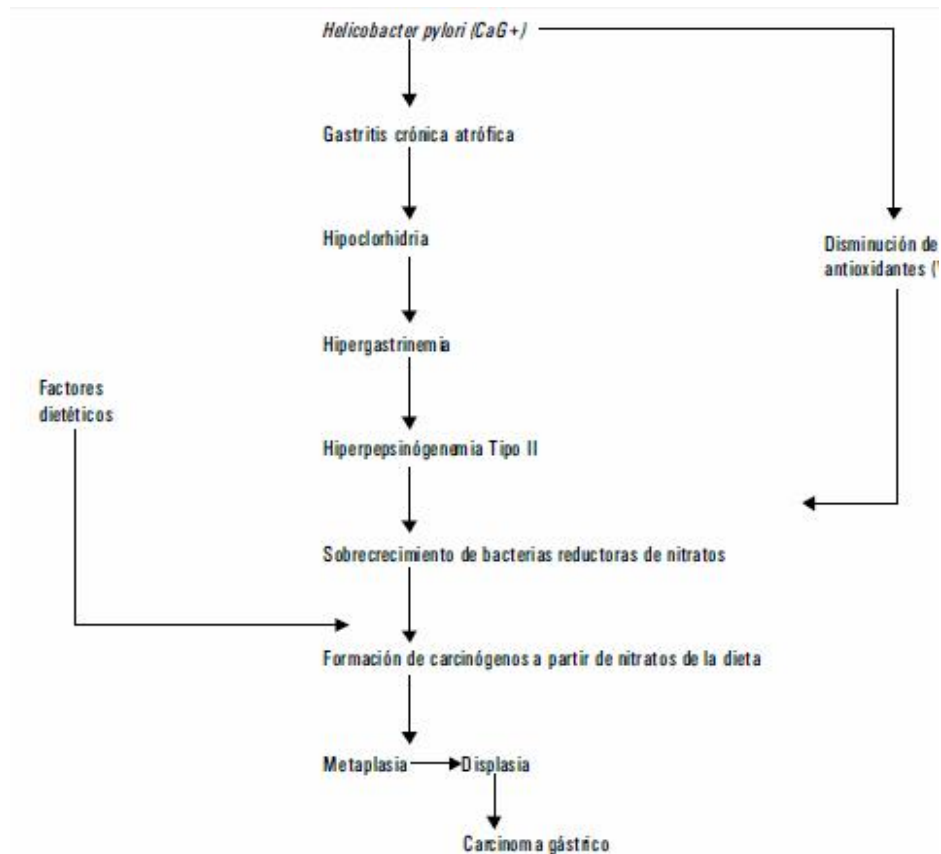 Helicobacter pylori (CaG+)
Gastritis crónica atrófica
Hipoclorhidria
Disminución de
antioxidantes (
Hipergastrinemia
Factores
dietéticos
Hiperpepsinógenemia Tipo II
Sobrecrecimiento de bacterias reductoras de nitratos
Formación de carcinógenos a partir de nitratos de la dieta
Metaplasia Displasia
Carcinoma gástrico